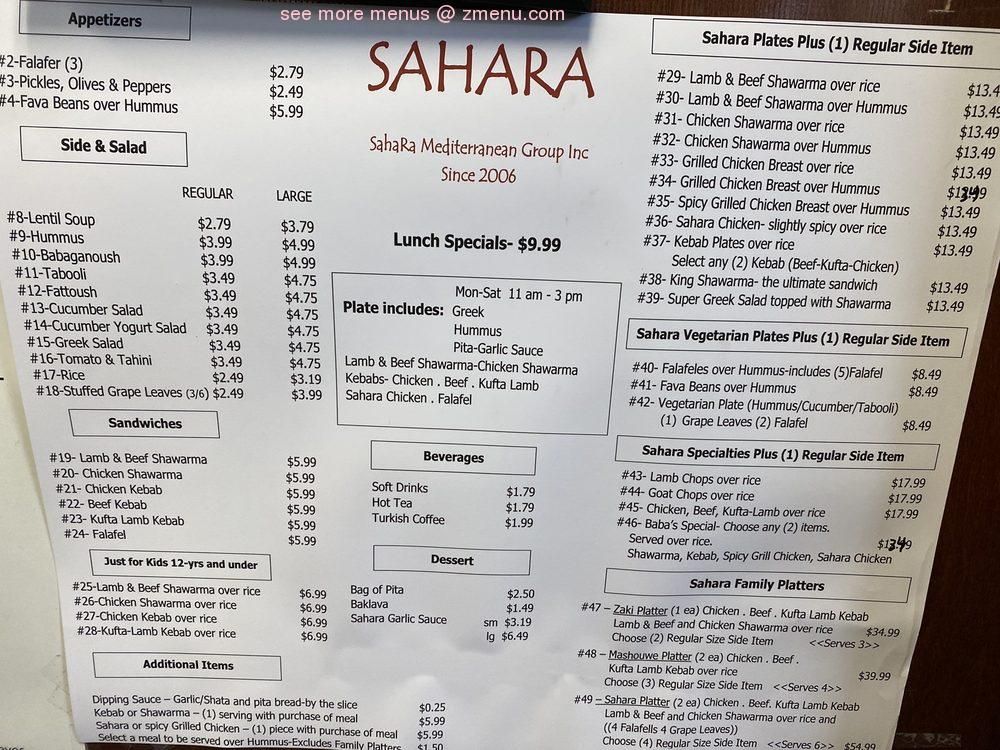 see more menus @ zmenu.com
Appetizers
#2-Falafer (3) $2.79
#3-Pickles, Olives & Peppers $2.49
#4-Fava Beans over Hummus $5.99
Side & Salad
REGULAR LARGE
#8-Lentil Soup $2.79 $3.79
#9-Hummus $3.99 $4.99
#10-Babaganoush $3.99 $4.99
#11-Tabooli $3.49 $4.75
#12-Fattoush $3.49 $4.75
#13-Cucumber Salad $3.49 $4.75
#14-Cucumber Yogurt Salad $3.49 $4.75
#15-Greek Salad $3.49 $4.75
#16-Tomato & Tahini $3.49 $4.75
#17-Rice $2.49 $3.19
#18-Stuffed Grape Leaves (3/6) $2.49 $3.99
Sandwiches
#19- Lamb & Beef Shawarma $5.99
#20- Chicken Shawarma $5.99
#21- Chicken Kebab $5.99
#22- Beef Kebab $5.99
#23- Kufta Lamb Kebab $5.99
#24- Falafel $5.99
Just for Kids 12-yrs and under
#25-Lamb & Beef Shawarma over rice $6.99
#26-Chicken Shawarma over rice $6.99
#27-Chicken Kebab over rice $6.99
#28-Kufta-Lamb Kebab over rice $6.99
Additional Items
Dipping Sauce – Garlic/Shata and pita bread-by the slice $0.25
Kebab or Shawarma – (1) serving with purchase of meal $5.99
Sahara or spicy Grilled Chicken – (1) piece with purchase of meal $5.99
Select a meal to be served over Hummus-Excludes Family Platters $1.50
SAHARA
SahaRa Mediterranean Group Inc
Since 2006
Lunch Specials- $9.99
Mon-Sat 11 am - 3 pm
Plate includes: Greek
Hummus
Pita-Garlic Sauce
Lamb & Beef Shawarma-Chicken Shawarma
Kebabs- Chicken . Beef . Kufta Lamb
Sahara Chicken . Falafel
Beverages
Soft Drinks $1.79
Hot Tea $1.79
Turkish Coffee $1.99
Dessert
Bag of Pita $2.50
Baklava $1.49
Sahara Garlic Sauce sm $3.19
lg $6.49
Sahara Plates Plus (1) Regular Side Item
#29- Lamb & Beef Shawarma over rice $13.4
#30- Lamb & Beef Shawarma over Hummus $13.49
#31- Chicken Shawarma over rice $13.49
#32- Chicken Shawarma over Hummus $13.49
#33- Grilled Chicken Breast over rice $13.49
#34- Grilled Chicken Breast over Hummus
#35- Spicy Grilled Chicken Breast over Hummus $13.49
#36- Sahara Chicken- slightly spicy over rice $13.49
#37- Kebab Plates over rice $13.49
Select any (2) Kebab (Beef-Kufta-Chicken)
#38- King Shawarma- the ultimate sandwich $13.49
#39- Super Greek Salad topped with Shawarma $13.49
Sahara Vegetarian Plates Plus (1) Regular Side Item
#40- Falafeles over Hummus-includes (5)Falafel $8.49
#41- Fava Beans over Hummus $8.49
#42- Vegetarian Plate (Hummus/Cucumber/Tabooli)
(1) Grape Leaves (2) Falafel $8.49
Sahara Specialties Plus (1) Regular Side Item
#43- Lamb Chops over rice $17.99
#44- Goat Chops over rice $17.99
#45- Chicken, Beef, Kufta-Lamb over rice $17.99
#46- Baba's Special- Choose any (2) items.
Served over rice.
Shawarma, Kebab, Spicy Grill Chicken, Sahara Chicken
Sahara Family Platters
#47 – Zaki Platter (1 ea) Chicken . Beef . Kufta Lamb Kebab
Lamb & Beef and Chicken Shawarma over rice $34.99
Choose (2) Regular Size Side Item <<Serves 3>>
#48 – Mashouwe Platter (2 ea) Chicken . Beef .
Kufta Lamb Kebab over rice $39.99
Choose (3) Regular Size Side Item <<Serves 4>>
#49 – Sahara Platter (2 ea) Chicken . Beef. Kufta Lamb Kebab
Lamb & Beef and Chicken Shawarma over rice and
((4 Falafells 4 Grape Leaves))
Choose (4) Regular Size Side Item <<Serves 6>> $54.99